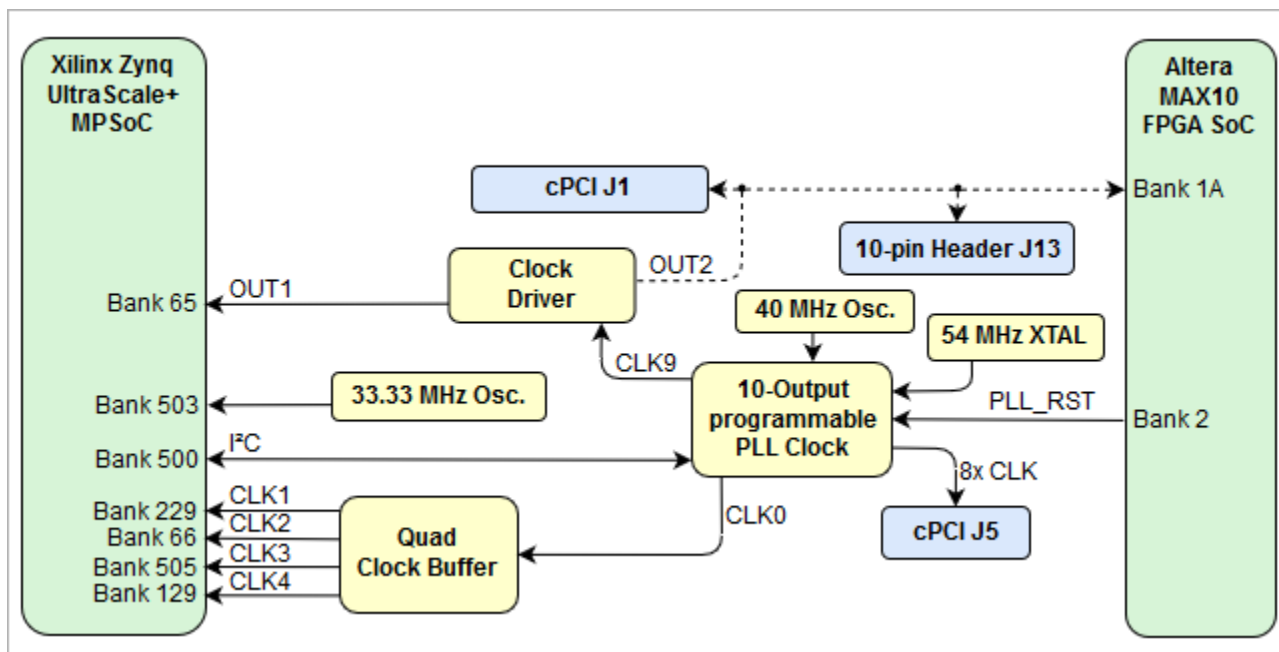 Xilinx Zynq
UltraScale+
MPSoC
Altera
MAX10
FPGA SoC
cPCI J1
Bank 1A
10-pin Header J13
Clock
Driver
OUT2
OUT1
Bank 65
40 MHz Osc.
54 MHz XTAL
CLK9
33.33 MHz Osc.
Bank 503
10-Output
programmable
PLL Clock
PLL_RST
Bank 2
I²C
Bank 500
8x CLK
CLK1
Bank 229
CLK2
Bank 66
CLK3
Bank 505
CLK4
Bank 129
Quad
Clock Buffer
CLK0
cPCI J5